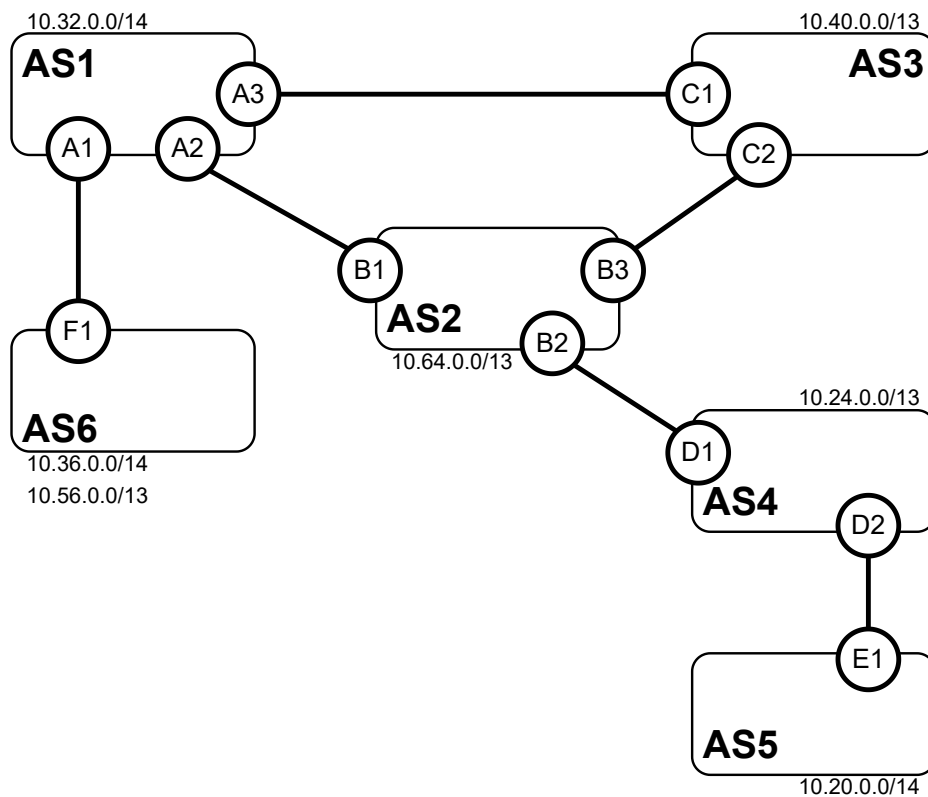 10.32.0.0/14
10.40.0.0/13
AS1
AS3
A3
C1
A1
A2
C2
B1
B3
F1
AS2
B2
10.64.0.0/13
10.24.0.0/13
AS6
D1
10.36.0.0/14
10.56.0.0/13
AS4
D2
E1
AS5
10.20.0.0/14